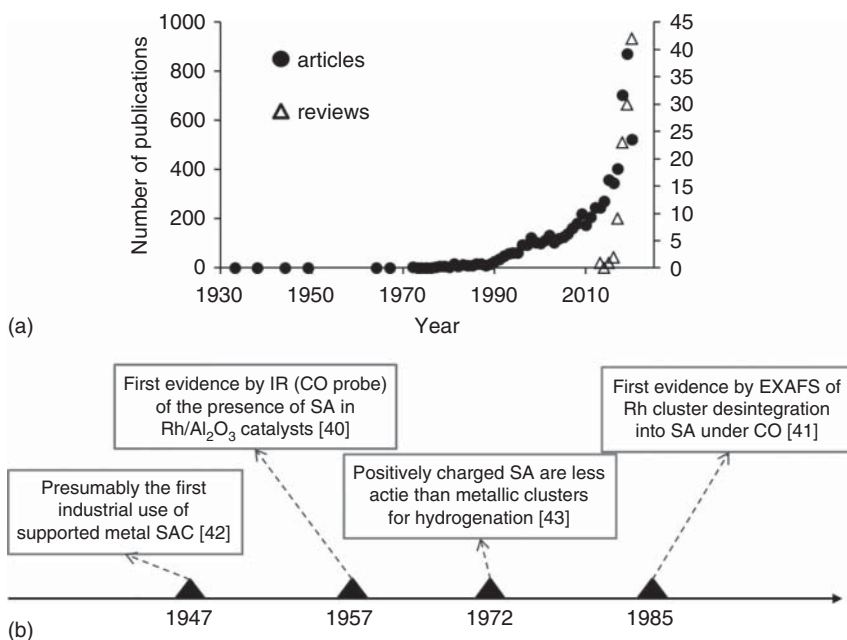 1000
800
600
400
200
0
Number of publications
articles
reviews
45
40
35
30
25
20
15
10
5
0
1930
1950
1970
1990
2010
Year
(a)
First evidence by IR (CO probe)
of the presence of SA in
Rh/Al₂O₃ catalysts [40]
First evidence by EXAFS of
Rh cluster desintegration
into SA under CO [41]
Presumably the first
industrial use of
supported metal SAC [42]
Positively charged SA are less
actie than metallic clusters
for hydrogenation [43]
1947
1957
1972
1985
(b)